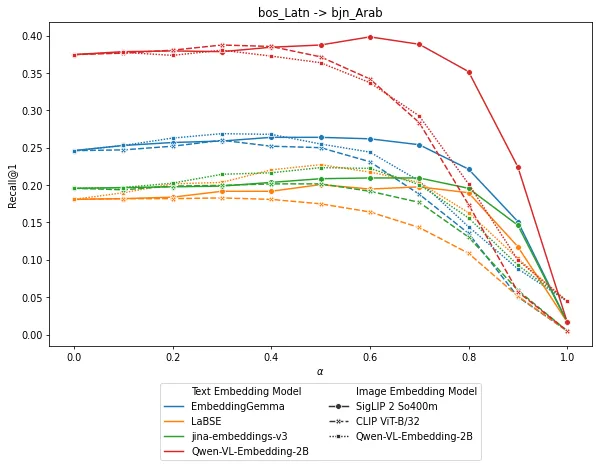 bos_Latn -> bjn_Arab
0.40
0.35
0.30
0.25
0.20
0.15
0.10
0.05
0.00
Recall@1
0.0 0.2 0.4 0.6 0.8 1.0
α
Text Embedding Model
EmbeddingGemma
LaBSE
jina-embeddings-v3
Qwen-VL-Embedding-2B
Image Embedding Model
SigLIP 2 So400m
CLIP ViT-B/32
Qwen-VL-Embedding-2B